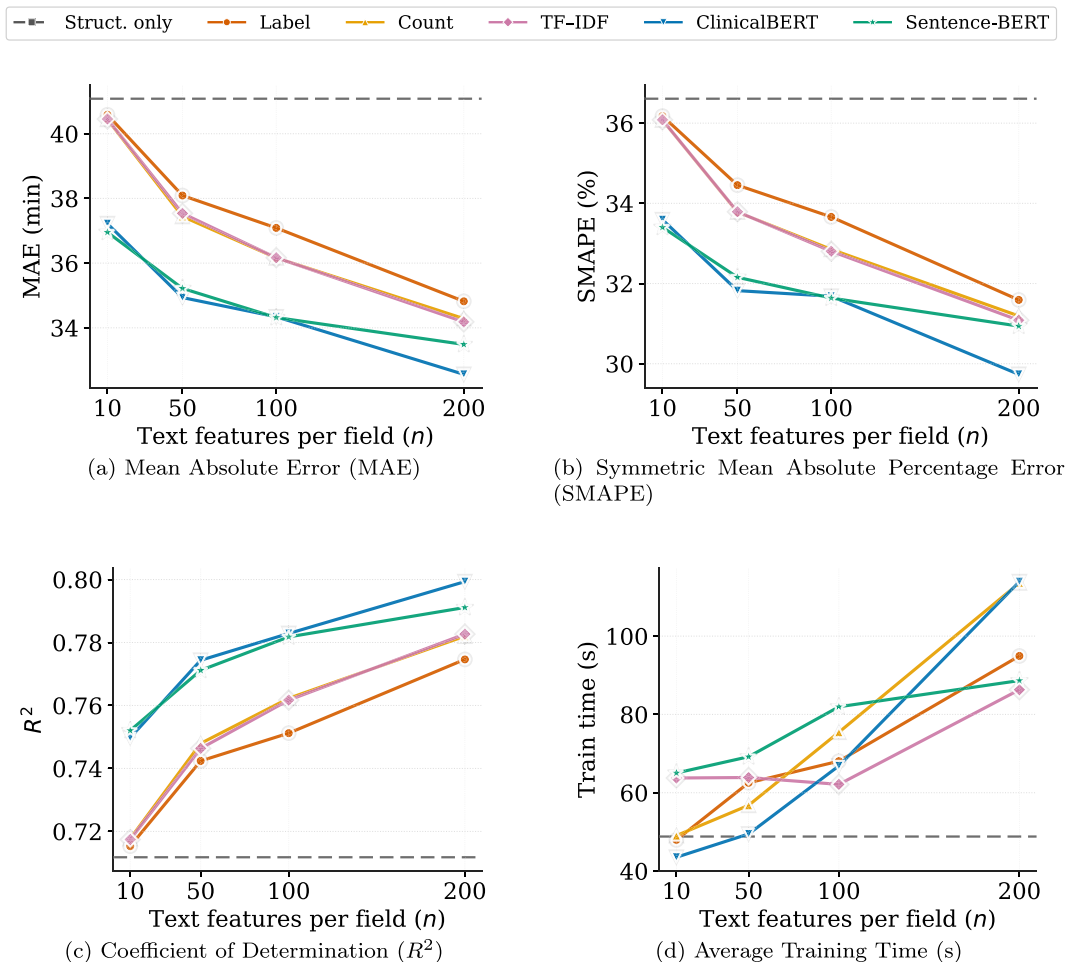 Struct. only Label Count TF–IDF ClinicalBERT Sentence-BERT
MAE (min)
40
38
36
34
10 50 100 200
Text features per field (n)
(a) Mean Absolute Error (MAE)
SMAPE (%)
36
34
32
30
10 50 100 200
Text features per field (n)
(b) Symmetric Mean Absolute Percentage Error
(SMAPE)
R²
0.80
0.78
0.76
0.74
0.72
10 50 100 200
Text features per field (n)
(c) Coefficient of Determination (R²)
Train time (s)
100
80
60
40
10 50 100 200
Text features per field (n)
(d) Average Training Time (s)